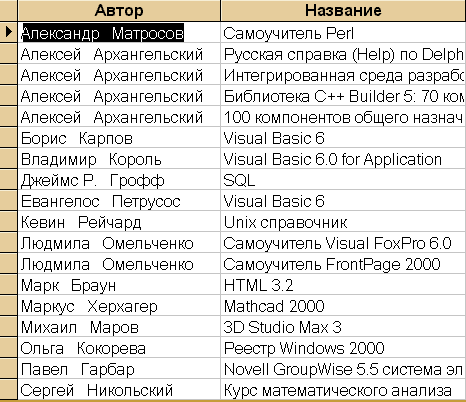 Автор Название
Александр Матросов Самоучитель Perl
Алексей Архангельский Русская справка (Help) по Delph
Алексей Архангельский Интегрированная среда разрабо
Алексей Архангельский Библиотека C++ Builder 5: 70 ком
Алексей Архангельский 100 компонентов общего назнач
Борис Карпов Visual Basic 6
Владимир Король Visual Basic 6.0 for Application
Джеймс Р. Грофф SQL
Евангелос Петрусос Visual Basic 6
Кевин Рейчард Unix справочник
Людмила Омельченко Самоучитель Visual FoxPro 6.0
Людмила Омельченко Самоучитель FrontPage 2000
Марк Браун HTML 3.2
Маркус Херхагер Mathcad 2000
Михаил Маров 3D Studio Max 3
Ольга Кокорева Реестр Windows 2000
Павел Гарбар Novell GroupWise 5.5 система эл
Сергей Никольский Курс математического анализа